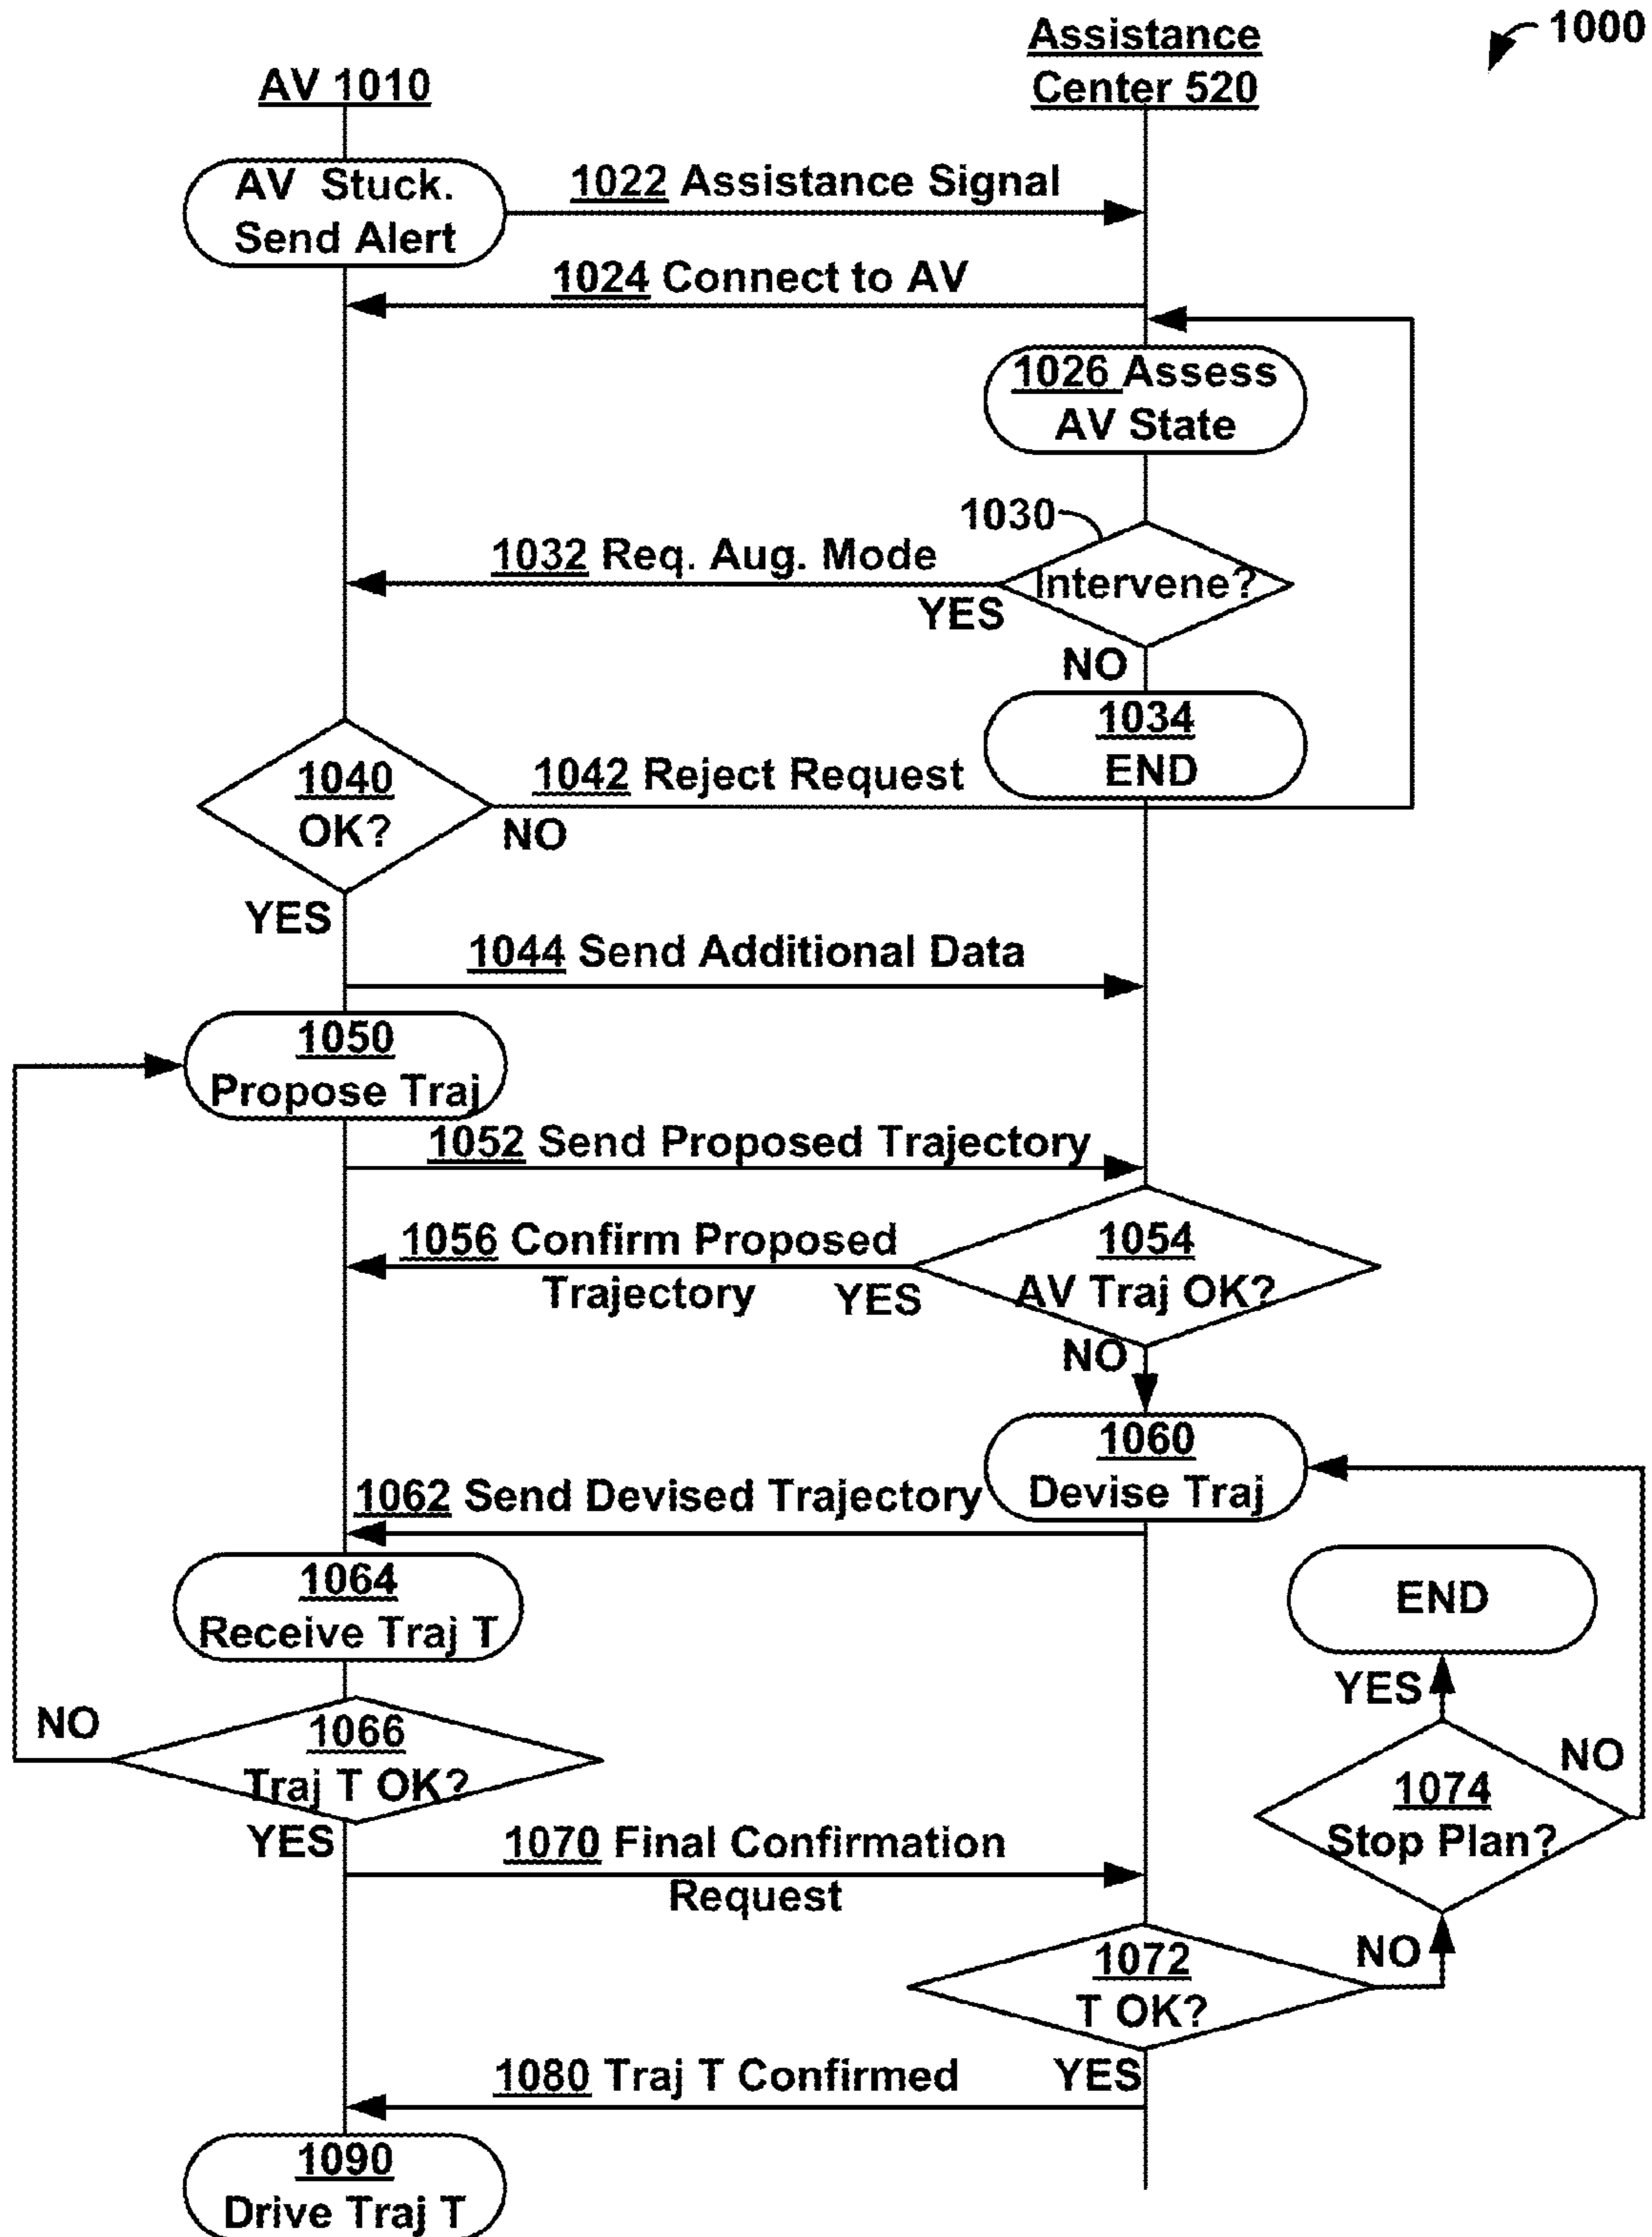 1000
Assistance
Center 520
AV 1010
AV Stuck.
Send Alert
1022 Assistance Signal
1024 Connect to AV
1026 Assess
AV State
1030
Intervene?
1032 Req. Aug. Mode
YES
NO
1034
END
1040
OK?
1042 Reject Request
NO
YES
1044 Send Additional Data
1050
Propose Traj
1052 Send Proposed Trajectory
1054
AV Traj OK?
1056 Confirm Proposed
Trajectory
YES
NO
1060
Devise Traj
1062 Send Devised Trajectory
1064
Receive Traj T
END
YES
NO
1066
Traj T OK?
NO
1074
Stop Plan?
YES
1070 Final Confirmation
Request
1072
T OK?
NO
YES
1080 Traj T Confirmed
1090
Drive Traj T